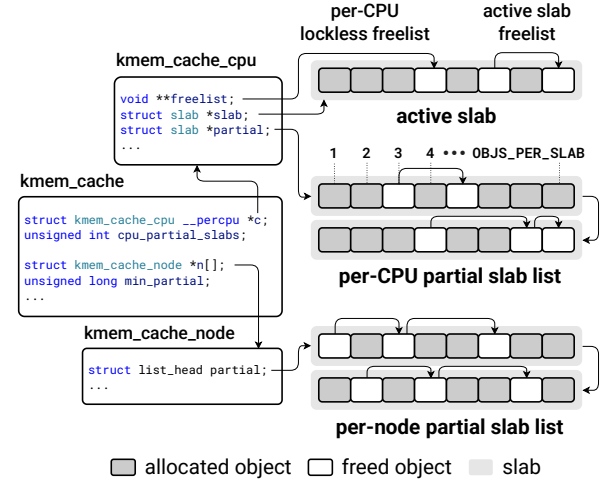 per-CPU
lockless freelist
active slab
freelist
kmem_cache_cpu
void **freelist;
struct slab *slab;
struct slab *partial;
...
active slab
1 2 3 4 ••• OBJS_PER_SLAB
kmem_cache
struct kmem_cache_cpu __percpu *c;
unsigned int cpu_partial_slabs;
struct kmem_cache_node *n[];
unsigned long min_partial;
...
per-CPU partial slab list
kmem_cache_node
struct list_head partial;
...
per-node partial slab list
allocated object freed object slab